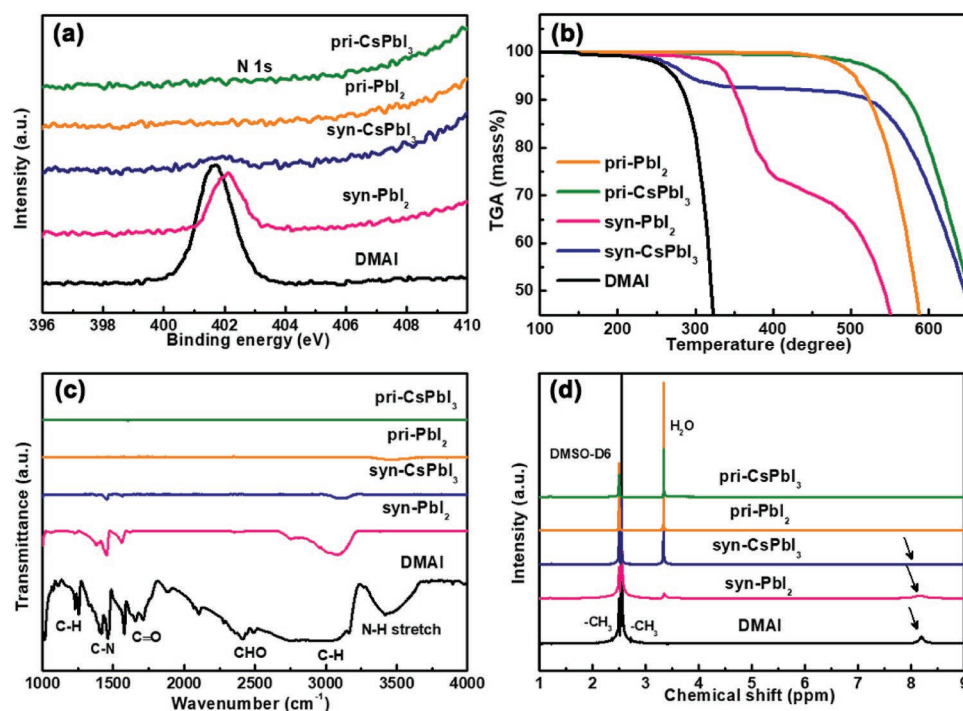 (a)
pri-CsPbI₃
N 1s
pri-PbI₂
syn-CsPbI₃
syn-PbI₂
DMAI
Intensity (a.u.)
396 398 400 402 404 406 408 410
Binding energy (eV)
(b)
100
90
80
70
60
50
TGA (mass%)
pri-PbI₂
pri-CsPbI₃
syn-PbI₂
syn-CsPbI₃
DMAI
100 200 300 400 500 600
Temperature (degree)
(c)
pri-CsPbI₃
pri-PbI₂
syn-CsPbI₃
syn-PbI₂
DMAI
C-H
C-N
C=O
CHO
C-H
N-H stretch
Transmittance (a.u.)
1000 1500 2000 2500 3000 3500 4000
Wavenumber (cm⁻¹)
(d)
H₂O
DMSO-D6
pri-CsPbI₃
pri-PbI₂
syn-CsPbI₃
syn-PbI₂
-CH₃
-CH₃
DMAI
Intensity (a.u.)
1 2 3 4 5 6 7 8 9
Chemical shift (ppm)